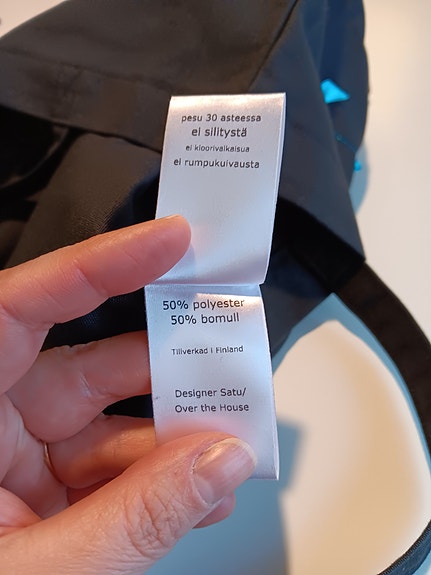 pesu 30 asteessa
ei silitystä
ei kloorivalkaisua
ei rumpukuivausta
50% polyester
50% bomull
Tillverkad i Finland
Designer Satu/
Over the House